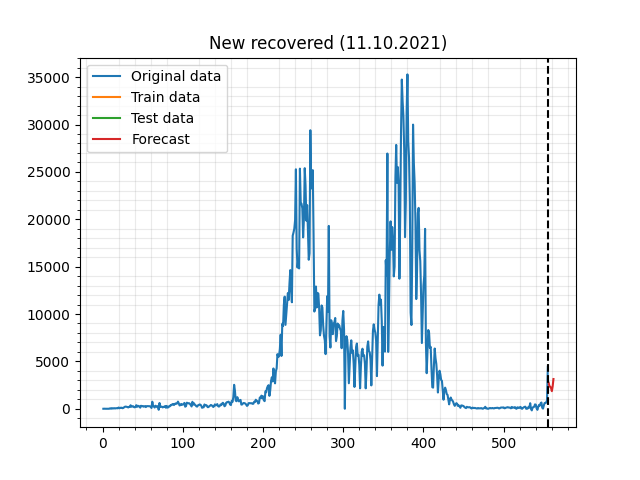 New recovered (11.10.2021)
Original data
Train data
Test data
Forecast
35000
30000
25000
20000
15000
10000
5000
0
0 100 200 300 400 500